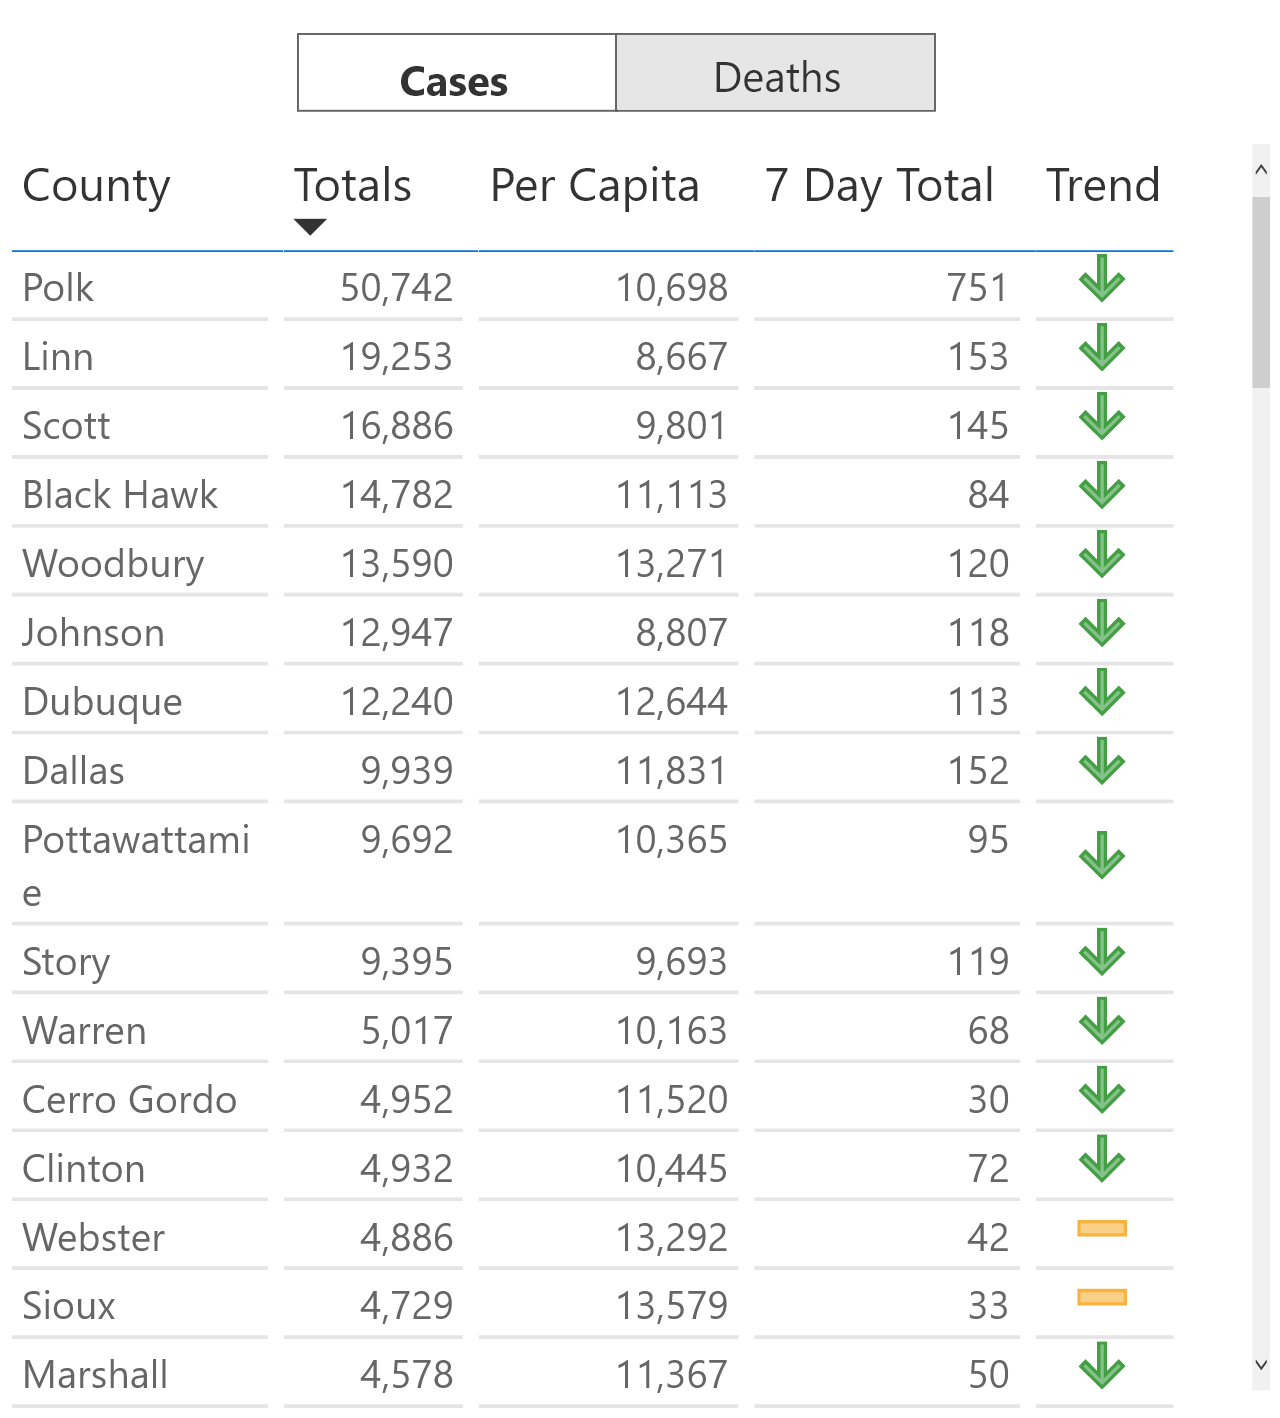 Cases Deaths
County Totals Per Capita 7 Day Total Trend
Polk 50,742 10,698 751
Linn 19,253 8,667 153
Scott 16,886 9,801 145
Black Hawk 14,782 11,113 84
Woodbury 13,590 13,271 120
Johnson 12,947 8,807 118
Dubuque 12,240 12,644 113
Dallas 9,939 11,831 152
Pottawattami 9,692 10,365 95
e
Story 9,395 9,693 119
Warren 5,017 10,163 68
Cerro Gordo 4,952 11,520 30
Clinton 4,932 10,445 72
Webster 4,886 13,292 42
Sioux 4,729 13,579 33
Marshall 4,578 11,367 50